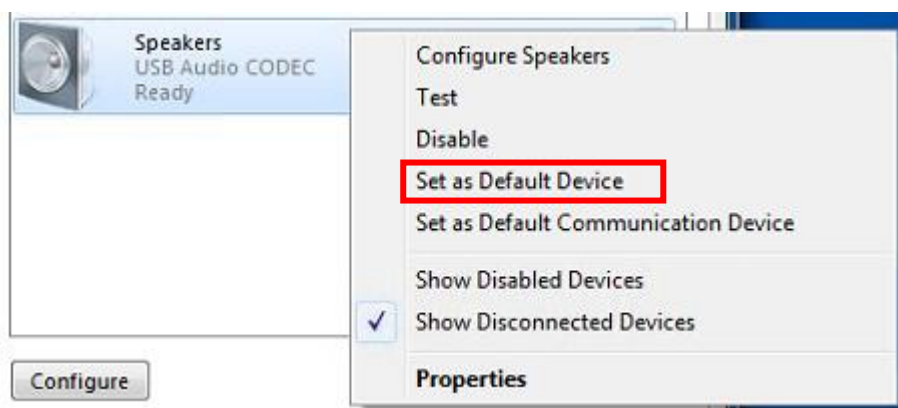 Speakers
USB Audio CODEC
Ready
Configure Speakers
Test
Disable
Set as Default Device
Set as Default Communication Device
Show Disabled Devices
Show Disconnected Devices
Properties
Configure